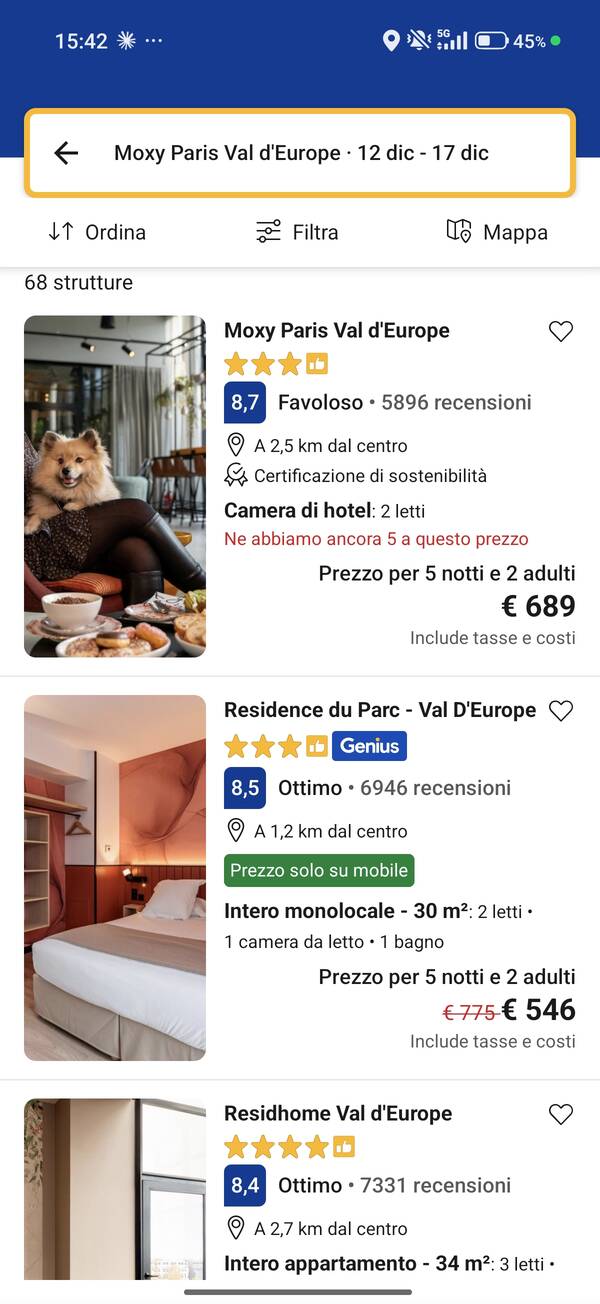 15:42
5G 45%
Moxy Paris Val d'Europe · 12 dic - 17 dic
Ordina Filtra Mappa
68 strutture
Moxy Paris Val d'Europe
8,7 Favoloso • 5896 recensioni
A 2,5 km dal centro
Certificazione di sostenibilità
Camera di hotel: 2 letti
Ne abbiamo ancora 5 a questo prezzo
Prezzo per 5 notti e 2 adulti
€ 689
Include tasse e costi
Residence du Parc - Val D'Europe
Genius
8,5 Ottimo • 6946 recensioni
A 1,2 km dal centro
Prezzo solo su mobile
Intero monolocale - 30 m²: 2 letti •
1 camera da letto • 1 bagno
Prezzo per 5 notti e 2 adulti
€ 775 € 546
Include tasse e costi
Residhome Val d'Europe
8,4 Ottimo • 7331 recensioni
A 2,7 km dal centro
Intero appartamento - 34 m²: 3 letti •